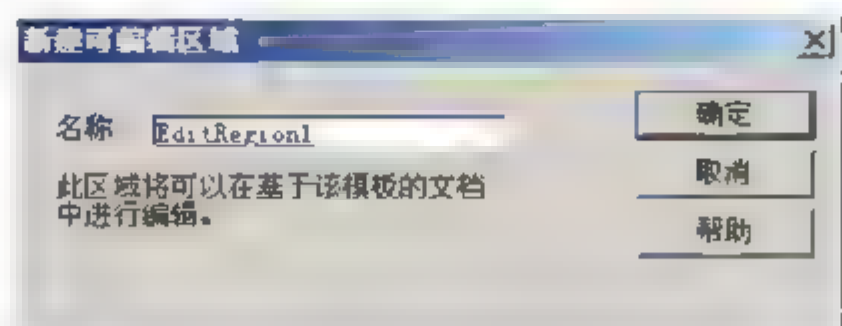 新建可编辑区域
名称 EditRegion1
确定
此区域将可以在基于该模板的文档
中进行编辑。
取消
帮助